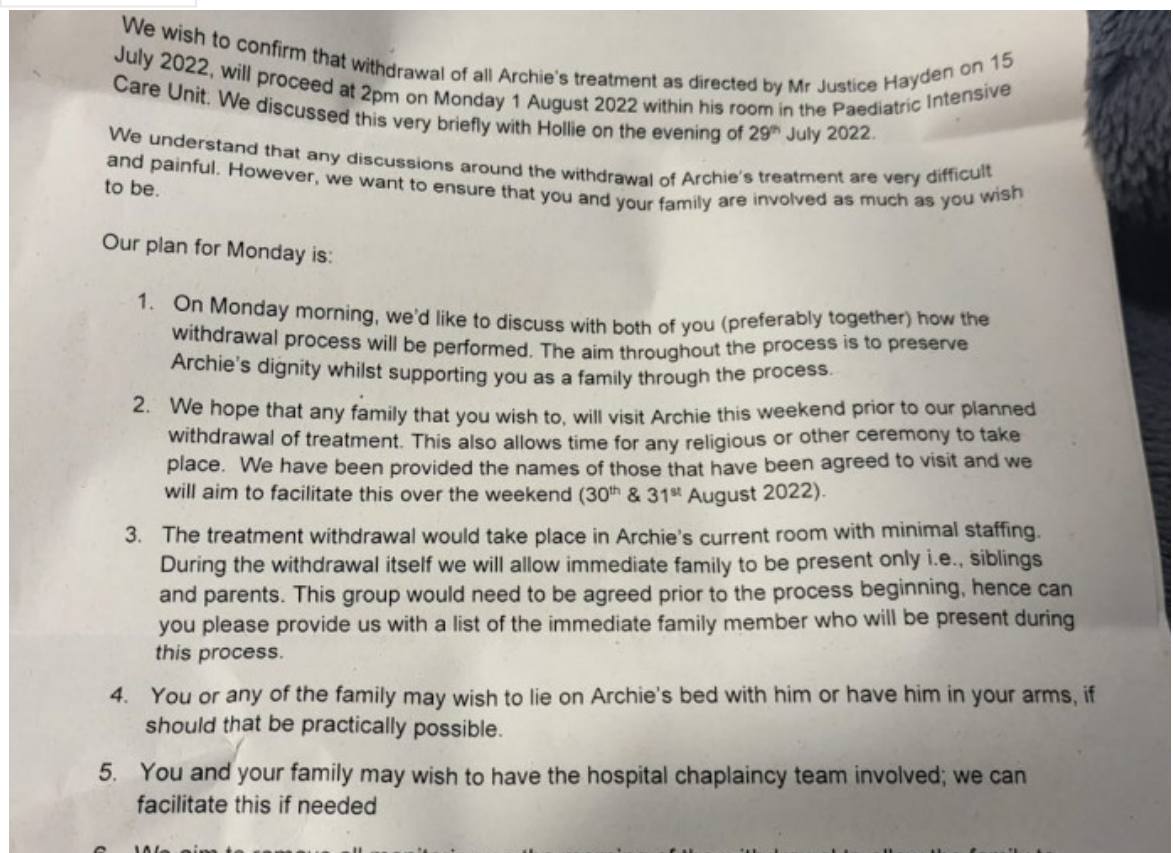 We wish to confirm that withdrawal of all Archie's treatment as directed by Mr Justice Hayden on 15
July 2022, will proceed at 2pm on Monday 1 August 2022 within his room in the Paediatric Intensive
Care Unit. We discussed this very briefly with Hollie on the evening of 29th July 2022.
We understand that any discussions around the withdrawal of Archie's treatment are very difficult
and painful. However, we want to ensure that you and your family are involved as much as you wish
to be.
Our plan for Monday is:
1. On Monday morning, we'd like to discuss with both of you (preferably together) how the
withdrawal process will be performed. The aim throughout the process is to preserve
Archie's dignity whilst supporting you as a family through the process.
2. We hope that any family that you wish to, will visit Archie this weekend prior to our planned
withdrawal of treatment. This also allows time for any religious or other ceremony to take
place. We have been provided the names of those that have been agreed to visit and we
will aim to facilitate this over the weekend (30th & 31st August 2022).
3. The treatment withdrawal would take place in Archie's current room with minimal staffing.
During the withdrawal itself we will allow immediate family to be present only i.e., siblings
and parents. This group would need to be agreed prior to the process beginning, hence can
you please provide us with a list of the immediate family member who will be present during
this process.
4. You or any of the family may wish to lie on Archie's bed with him or have him in your arms, if
should that be practically possible.
5. You and your family may wish to have the hospital chaplaincy team involved; we can
facilitate this if needed
6. We aim to remove all